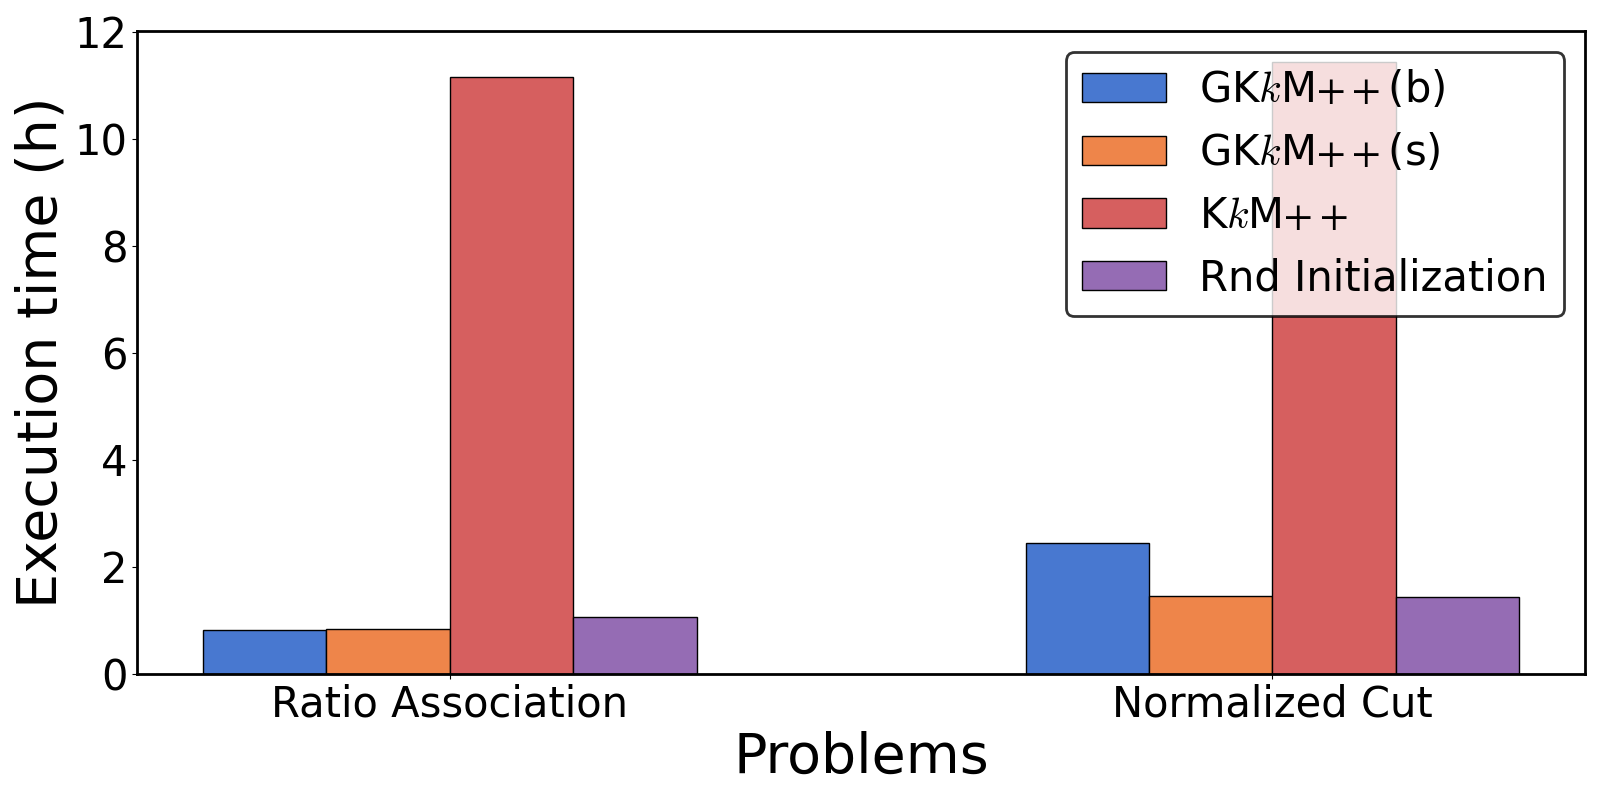 Execution time (h)
12
10
8
6
4
2
0
GKkM++(b)
GKkM++(s)
KkM++
Rnd Initialization
Ratio Association
Normalized Cut
Problems